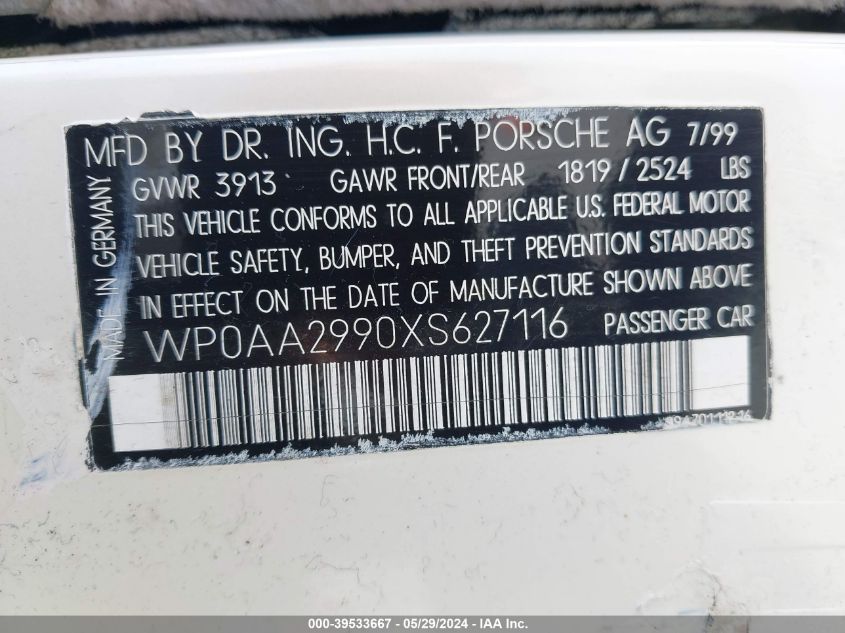 MFD BY DR. ING. H.C. F. PORSCHE AG 7/99
GVWR 3913 GAWR FRONT/REAR 1819 / 2524 LBS
THIS VEHICLE CONFORMS TO ALL APPLICABLE U.S. FEDERAL MOTOR
VEHICLE SAFETY, BUMPER, AND THEFT PREVENTION STANDARDS
IN EFFECT ON THE DATE OF MANUFACTURE SHOWN ABOVE
WP0AA2990XS627116 PASSENGER CAR
MADE IN GERMANY
000-39533667 - 05/29/2024 - IAA Inc.